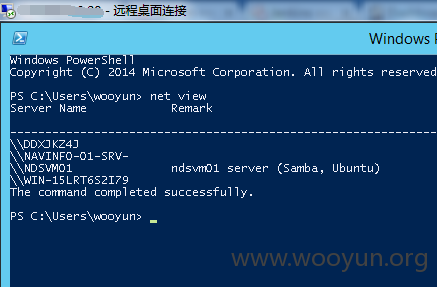 远程桌面连接
Windows P
Windows PowerShell
Copyright (C) 2014 Microsoft Corporation. All rights reserved
PS C:\Users\wooyun> net view
Server Name            Remark
-------------------------------------------------------------------------------
\\DDXJKZ4J
\\NAVINFO-01-SRV-
\\NDSVM01              ndsvm01 server (Samba, Ubuntu)
\\WIN-15LRT6S2I79
The command completed successfully.
PS C:\Users\wooyun>
www.wooyun.org